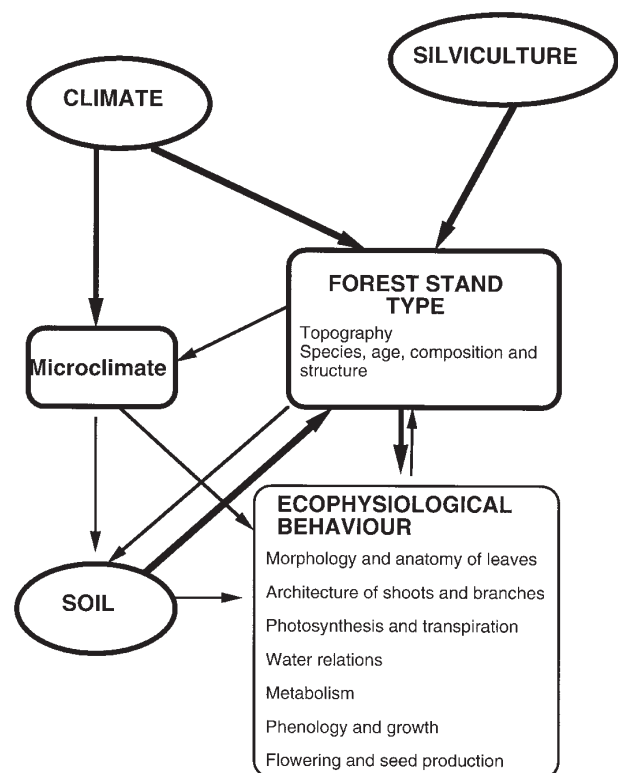 CLIMATE
SILVICULTURE
FOREST STAND
TYPE
Topography
Species, age, composition and
structure
Microclimate
ECOPHYSIOLOGICAL
BEHAVIOUR
Morphology and anatomy of leaves
Architecture of shoots and branches
Photosynthesis and transpiration
Water relations
Metabolism
Phenology and growth
Flowering and seed production
SOIL